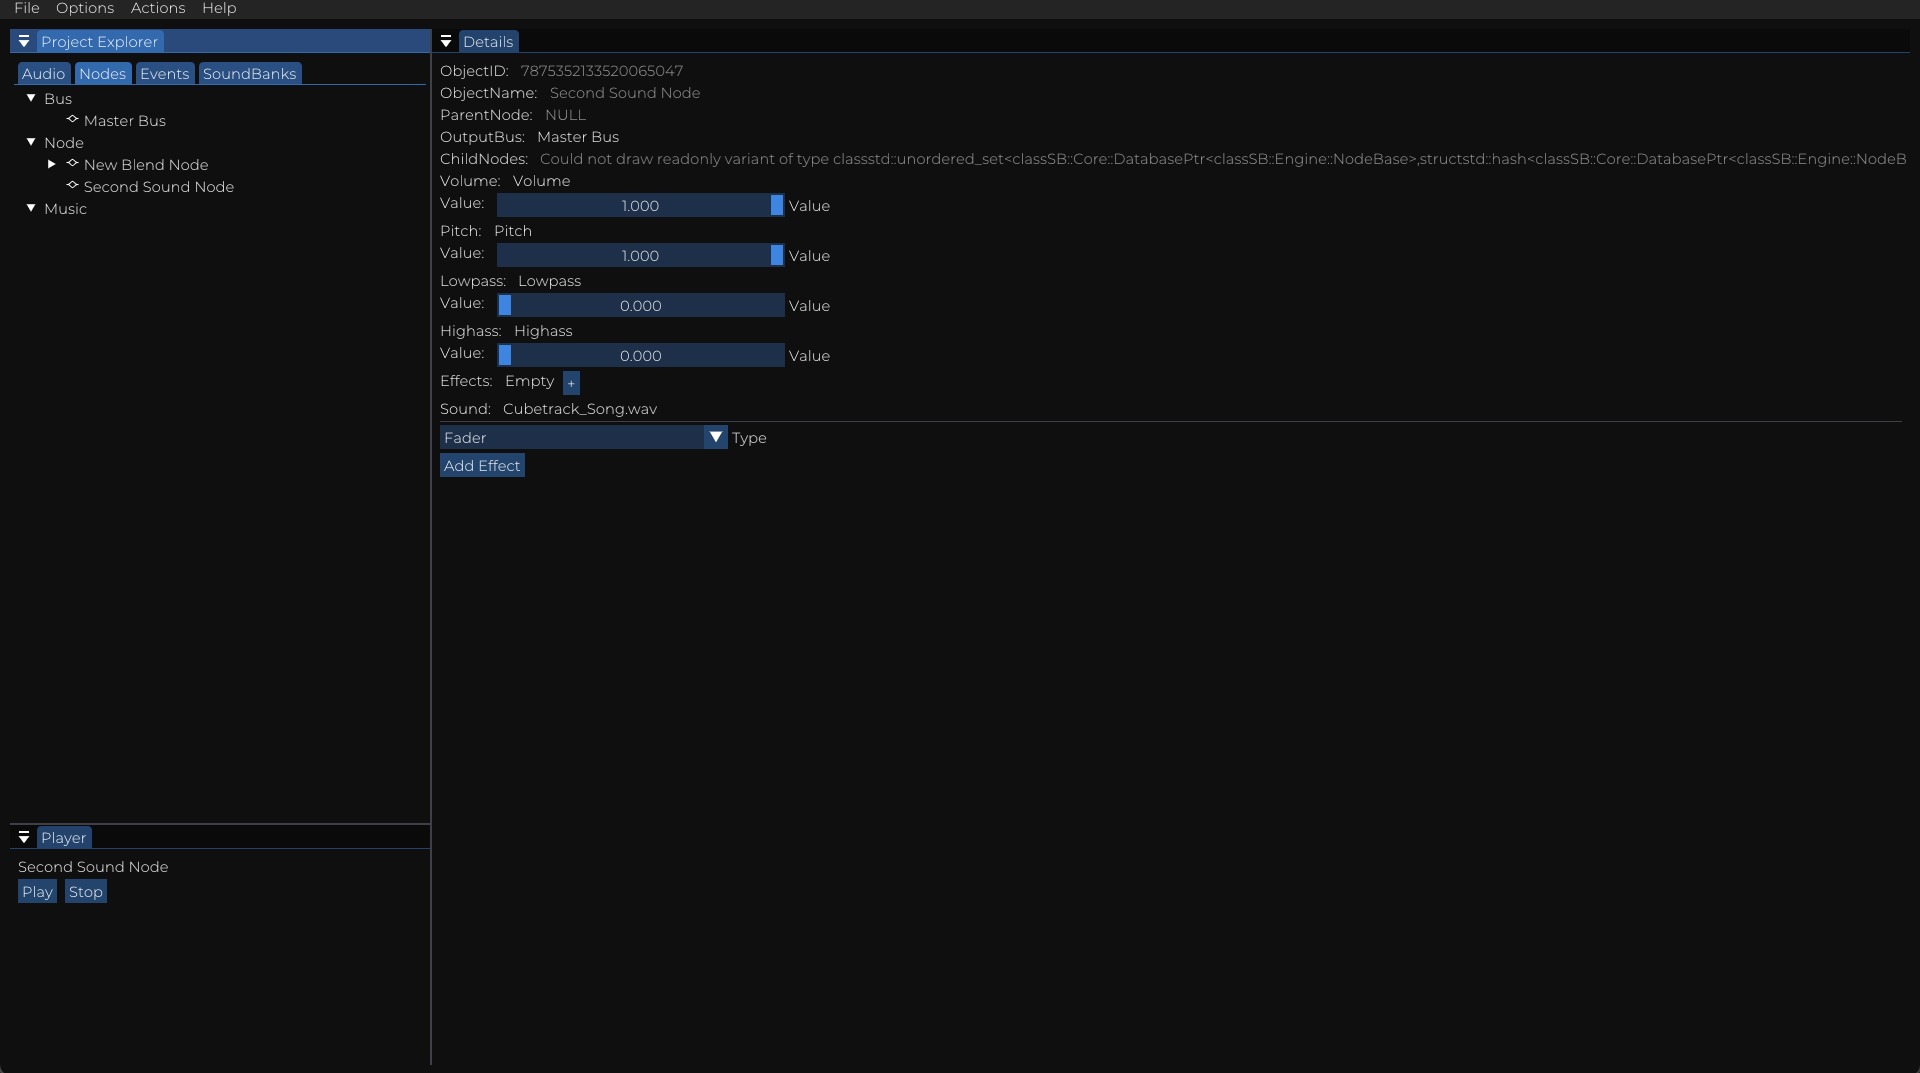 File Options Actions Help
Project Explorer
Audio Nodes Events SoundBanks
Bus
Master Bus
Node
New Blend Node
Second Sound Node
Music
Player
Second Sound Node
Play Stop
Details
ObjectID: 7875352133520065047
ObjectName: Second Sound Node
ParentNode: NULL
OutputBus: Master Bus
ChildNodes: Could not draw readonly variant of type classstd::unordered_set<classSB::Core::DatabasePtr<classSB::Engine::NodeBase>,structstd::hash<classSB::Core::DatabasePtr<classSB::Engine::NodeB
Volume: Volume
Value: 1.000 Value
Pitch: Pitch
Value: 1.000 Value
Lowpass: Lowpass
Value: 0.000 Value
Highass: Highass
Value: 0.000 Value
Effects: Empty +
Sound: Cubetrack_Song.wav
Fader Type
Add Effect